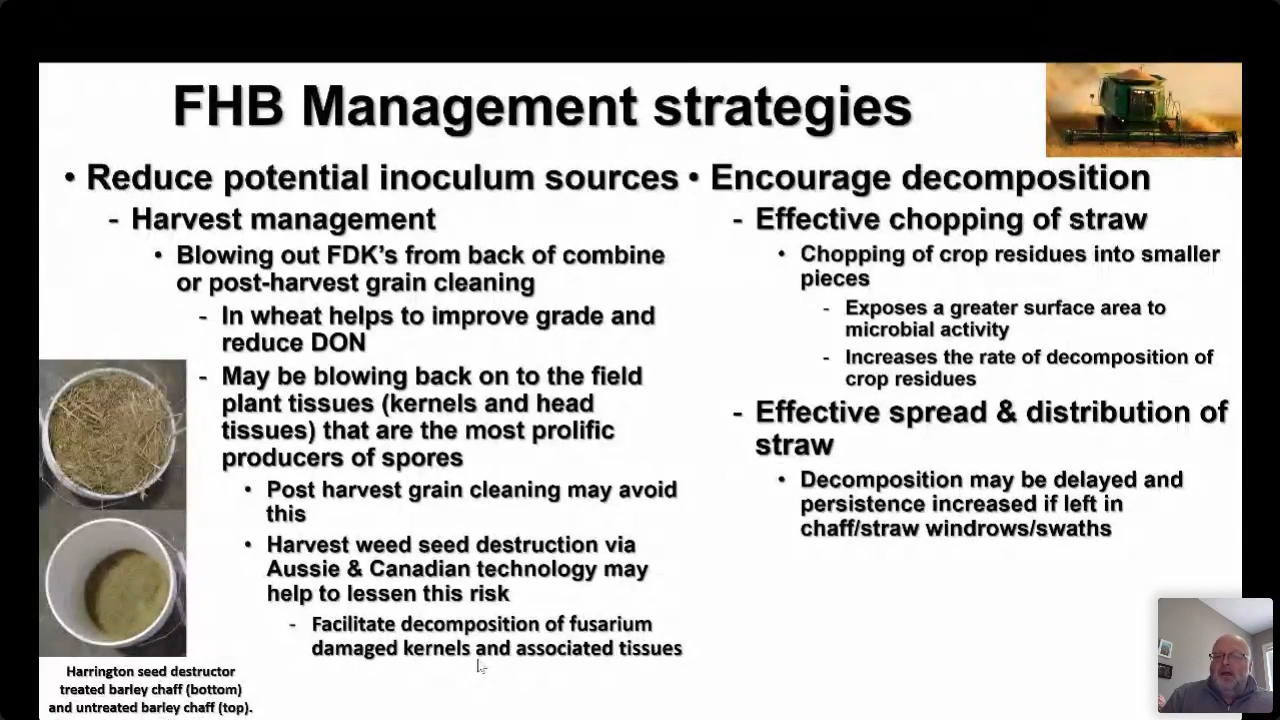 FHB Management strategies
• Reduce potential inoculum sources
- Harvest management
• Blowing out FDK's from back of combine
or post-harvest grain cleaning
- In wheat helps to improve grade and
reduce DON
- May be blowing back on to the field
plant tissues (kernels and head
tissues) that are the most prolific
producers of spores
• Post harvest grain cleaning may avoid
this
• Harvest weed seed destruction via
Aussie & Canadian technology may
help to lessen this risk
- Facilitate decomposition of fusarium
damaged kernels and associated tissues
Harrington seed destructor
treated barley chaff (bottom)
and untreated barley chaff (top).
• Encourage decomposition
- Effective chopping of straw
• Chopping of crop residues into smaller
pieces
- Exposes a greater surface area to
microbial activity
- Increases the rate of decomposition of
crop residues
- Effective spread & distribution of
straw
• Decomposition may be delayed and
persistence increased if left in
chaff/straw windrows/swaths